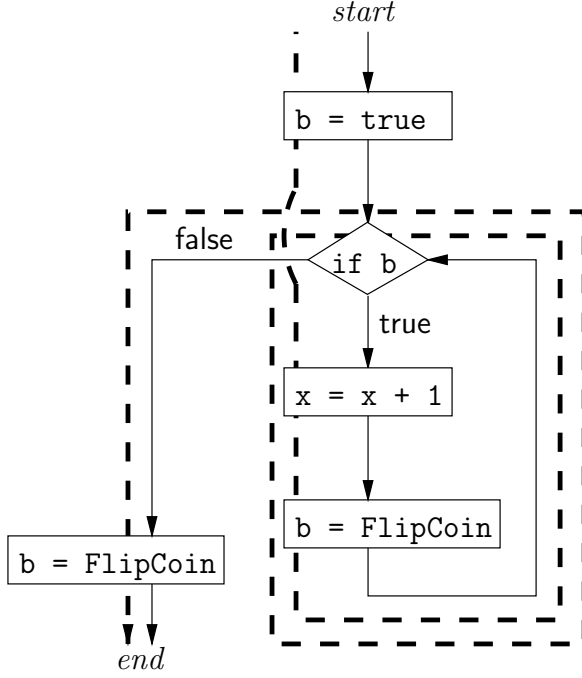 start
b = true
false
if b
true
x = x + 1
b = FlipCoin
b = FlipCoin
end